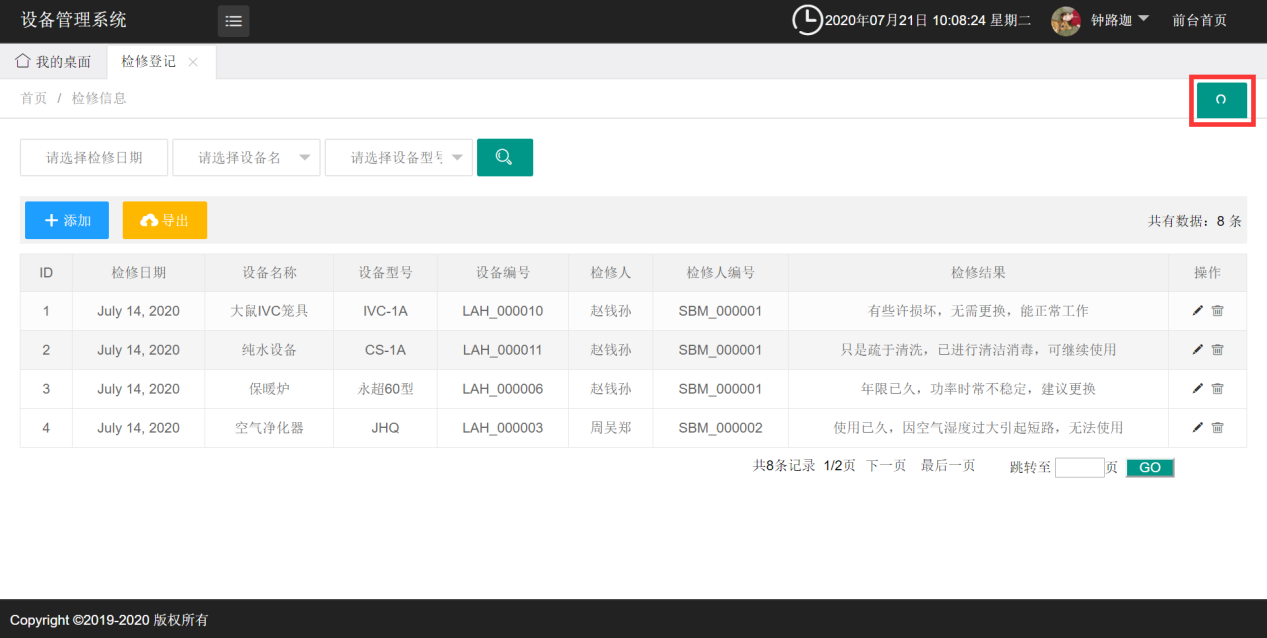 设备管理系统 2020年07月21日 10:08:24 星期二 钟路迦 前台首页
我的桌面 检修登记
首页 / 检修信息
请选择检修日期 请选择设备名 请选择设备型号
添加 导出 共有数据：8 条
ID 检修日期 设备名称 设备型号 设备编号 检修人 检修人编号 检修结果 操作
1 July 14, 2020 大鼠IVC笼具 IVC-1A LAH_000010 赵钱孙 SBM_000001 有些许损坏，无需更换，能正常工作
2 July 14, 2020 纯水设备 CS-1A LAH_000011 赵钱孙 SBM_000001 只是疏于清洗，已进行清洁消毒，可继续使用
3 July 14, 2020 保暖炉 永超60型 LAH_000006 赵钱孙 SBM_000001 年限已久，功率时常不稳定，建议更换
4 July 14, 2020 空气净化器 JHQ LAH_000003 周吴郑 SBM_000002 使用已久，因空气湿度过大引起短路，无法使用
共8条记录 1/2页 下一页 最后一页 跳转至 页 GO
Copyright ©2019-2020 版权所有